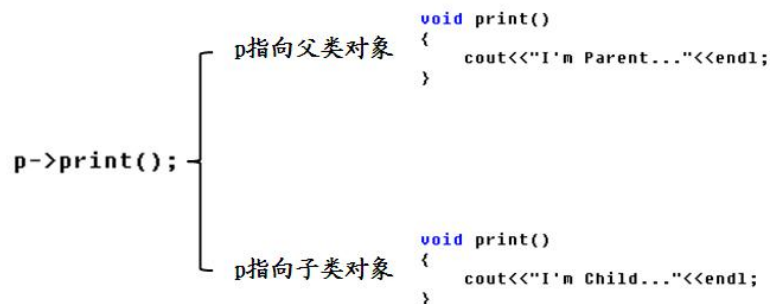 void print()
p指向父类对象
{
cout<<"I'm Parent..."<<endl;
}
p->print();
void print()
p指向子类对象
{
cout<<"I'm Child..."<<endl;
}